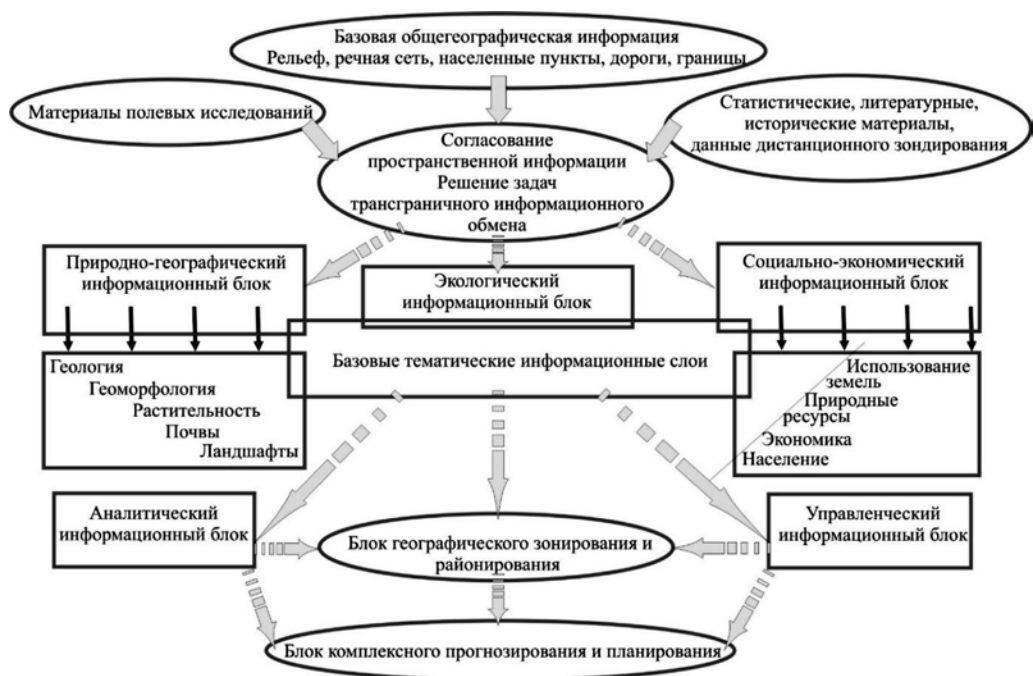 Базовая общегеографическая информация
Рельеф, речная сеть, населенные пункты, дороги, границы
Материалы полевых исследований
Статистические, литературные,
исторические материалы,
данные дистанционного зондирования
Согласование
пространственной информации
Решение задач
трансграничного информационного
обмена
Природно-географический
информационный блок
Экологический
информационный блок
Социально-экономический
информационный блок
Базовые тематические информационные слои
Геология
Геоморфология
Растительность
Почвы
Ландшафты
Использование
земель
Природные
ресурсы
Экономика
Население
Аналитический
информационный блок
Блок географического зонирования и
районирования
Управленческий
информационный блок
Блок комплексного прогнозирования и планирования